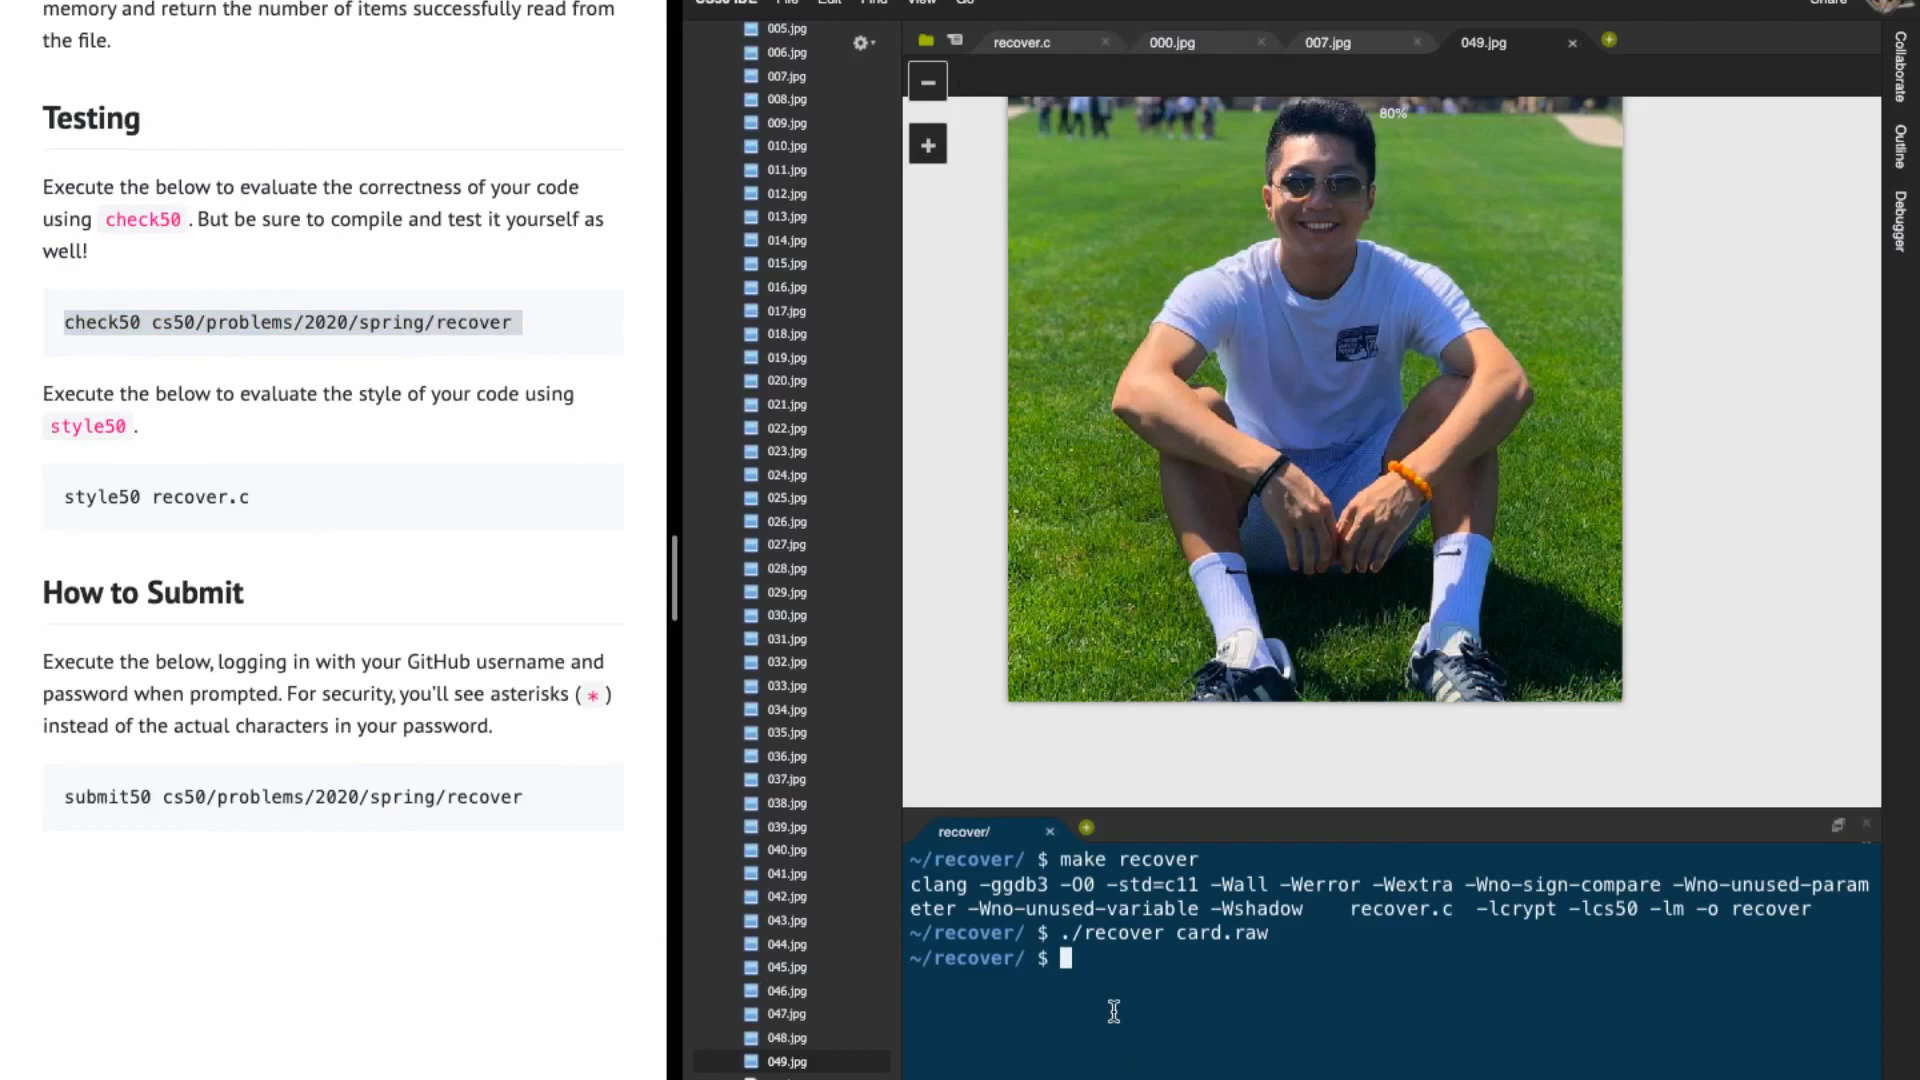 memory and return the number of items successfully read from
the file.
Testing
Execute the below to evaluate the correctness of your code
using check50 . But be sure to compile and test it yourself as
well!
check50 cs50/problems/2020/spring/recover
Execute the below to evaluate the style of your code using
style50 .
style50 recover.c
How to Submit
Execute the below, logging in with your GitHub username and
password when prompted. For security, you'll see asterisks ( * )
instead of the actual characters in your password.
submit50 cs50/problems/2020/spring/recover
CS50 IDE File Edit Find View Go Share
005.jpg
006.jpg
007.jpg
008.jpg
009.jpg
010.jpg
011.jpg
012.jpg
013.jpg
014.jpg
015.jpg
016.jpg
017.jpg
018.jpg
019.jpg
020.jpg
021.jpg
022.jpg
023.jpg
024.jpg
025.jpg
026.jpg
027.jpg
028.jpg
029.jpg
030.jpg
031.jpg
032.jpg
033.jpg
034.jpg
035.jpg
036.jpg
037.jpg
038.jpg
039.jpg
040.jpg
041.jpg
042.jpg
043.jpg
044.jpg
045.jpg
046.jpg
047.jpg
048.jpg
049.jpg
recover.c 000.jpg 007.jpg 049.jpg
80%
recover/
~/recover/ $ make recover
clang -ggdb3 -O0 -std=c11 -Wall -Werror -Wextra -Wno-sign-compare -Wno-unused-param
eter -Wno-unused-variable -Wshadow    recover.c  -lcrypt -lcs50 -lm -o recover
~/recover/ $ ./recover card.raw
~/recover/ $
Collaborate
Outline
Debugger